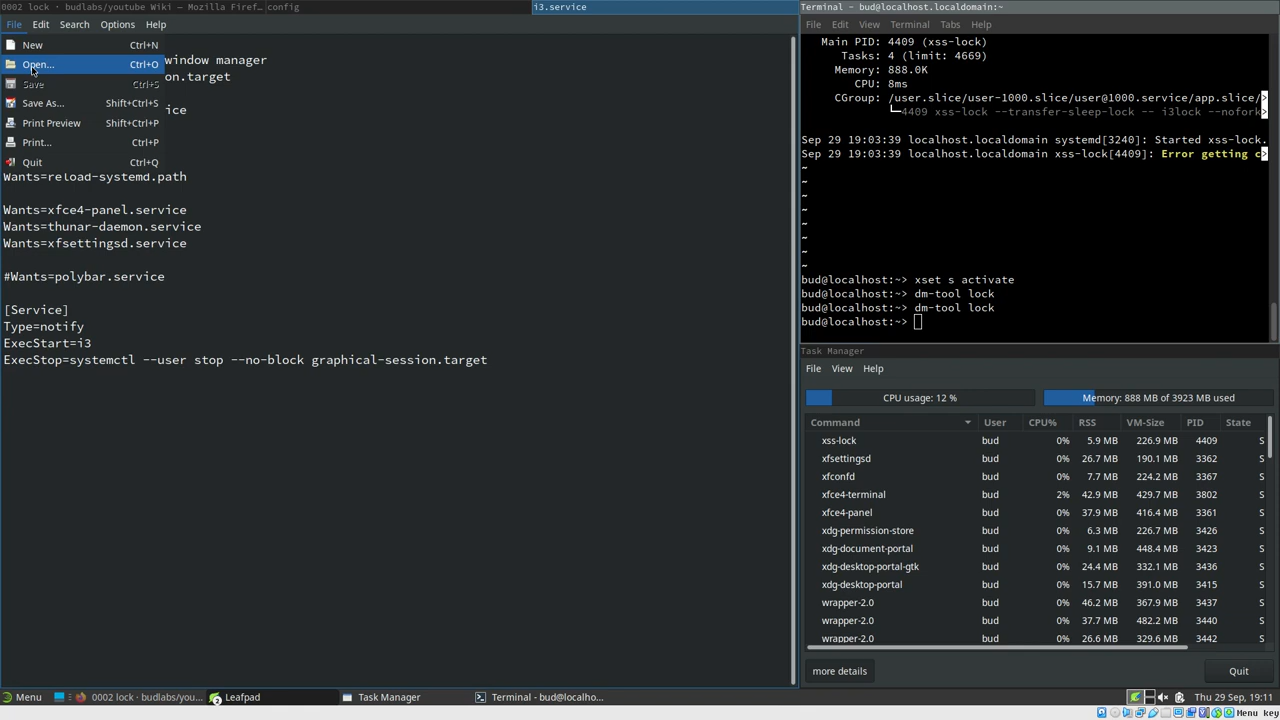 0002 lock · budlabs/youtube Wiki — Mozilla Firef… config
i3.service
File Edit Search Options Help
New Ctrl+N
Open... Ctrl+O
Save Ctrl+S
Save As... Shift+Ctrl+S
Print Preview Shift+Ctrl+P
Print... Ctrl+P
Quit Ctrl+Q
window manager
on.target
ice
Wants=reload-systemd.path
Wants=xfce4-panel.service
Wants=thunar-daemon.service
Wants=xfsettingsd.service
#Wants=polybar.service
[Service]
Type=notify
ExecStart=i3
ExecStop=systemctl --user stop --no-block graphical-session.target
Terminal - bud@localhost.localdomain:~
File Edit View Terminal Tabs Help
Main PID: 4409 (xss-lock)
Tasks: 4 (limit: 4669)
Memory: 888.0K
CPU: 8ms
CGroup: /user.slice/user-1000.slice/user@1000.service/app.slice/>
└─4409 xss-lock --transfer-sleep-lock -- i3lock --nofork>
Sep 29 19:03:39 localhost.localdomain systemd[3240]: Started xss-lock.
Sep 29 19:03:39 localhost.localdomain xss-lock[4409]: Error getting c>
~
~
~
~
~
~
~
~
bud@localhost:~> xset s activate
bud@localhost:~> dm-tool lock
bud@localhost:~> dm-tool lock
bud@localhost:~>
Task Manager
File View Help
CPU usage: 12 %
Memory: 888 MB of 3923 MB used
Command User CPU% RSS VM-Size PID State
xss-lock bud 0% 5.9 MB 226.9 MB 4409 S
xfsettingsd bud 0% 26.7 MB 190.1 MB 3362 S
xfconfd bud 0% 7.7 MB 224.2 MB 3367 S
xfce4-terminal bud 2% 42.9 MB 429.7 MB 3802 S
xfce4-panel bud 0% 37.9 MB 416.4 MB 3361 S
xdg-permission-store bud 0% 6.3 MB 226.7 MB 3426 S
xdg-document-portal bud 0% 9.1 MB 448.4 MB 3423 S
xdg-desktop-portal-gtk bud 0% 24.4 MB 332.1 MB 3436 S
xdg-desktop-portal bud 0% 15.7 MB 391.0 MB 3415 S
wrapper-2.0 bud 0% 46.2 MB 367.9 MB 3437 S
wrapper-2.0 bud 0% 37.7 MB 482.2 MB 3440 S
wrapper-2.0 bud 0% 26.6 MB 329.6 MB 3442 S
more details
Quit
Menu 0002 lock · budlabs/you... 2 Leafpad Task Manager Terminal - bud@localho... Thu 29 Sep, 19:11
Menu key